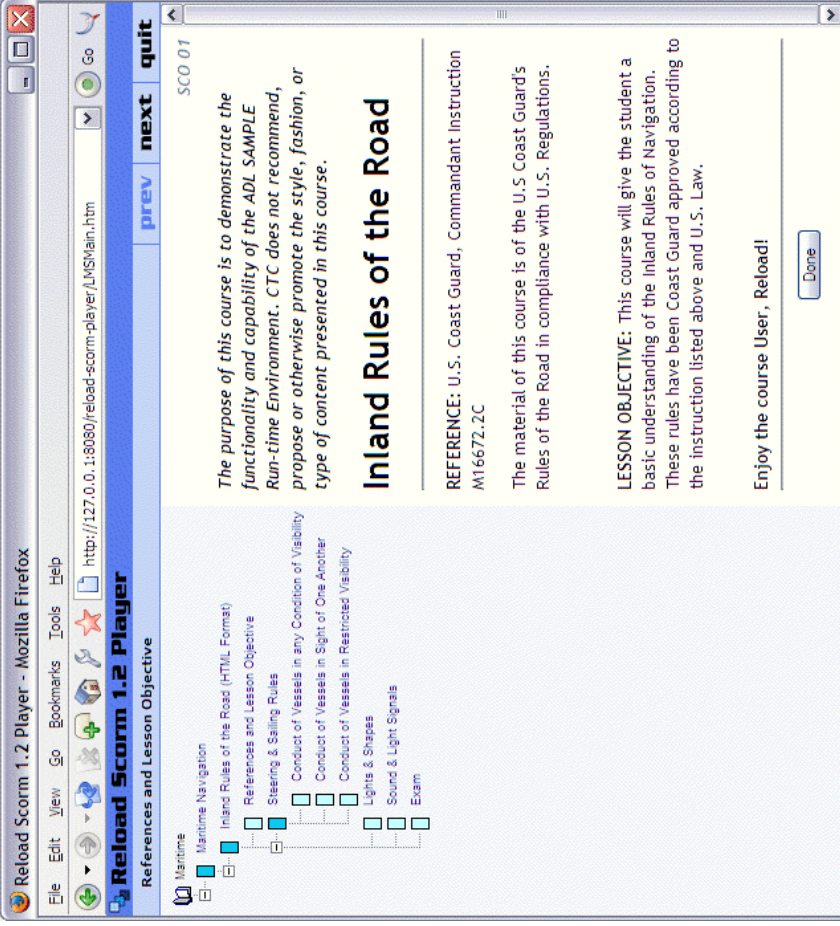 Reload Scorm 1.2 Player - Mozilla Firefox
File Edit View Go Bookmarks Tools Help
http://127.0.0.1:8080/reload-scorm-player/LMSMain.htm
Go
Reload Scorm 1.2 Player
References and Lesson Objective
prev next quit
Maritime
Maritime Navigation
Inland Rules of the Road (HTML Format)
References and Lesson Objective
Steering & Sailing Rules
Conduct of Vessels in any Condition of Visibility
Conduct of Vessels in Sight of One Another
Conduct of Vessels in Restricted Visibility
Lights & Shapes
Sound & Light Signals
Exam
SCO 01
The purpose of this course is to demonstrate the
functionality and capability of the ADL SAMPLE
Run-time Environment. CTC does not recommend,
propose or otherwise promote the style, fashion, or
type of content presented in this course.
Inland Rules of the Road
REFERENCE: U.S. Coast Guard, Commandant Instruction
M16672.2C
The material of this course is of the U.S Coast Guard's
Rules of the Road in compliance with U.S. Regulations.
LESSON OBJECTIVE: This course will give the student a
basic understanding of the Inland Rules of Navigation.
These rules have been Coast Guard approved according to
the instruction listed above and U.S. Law.
Enjoy the course User, Reload!
Done